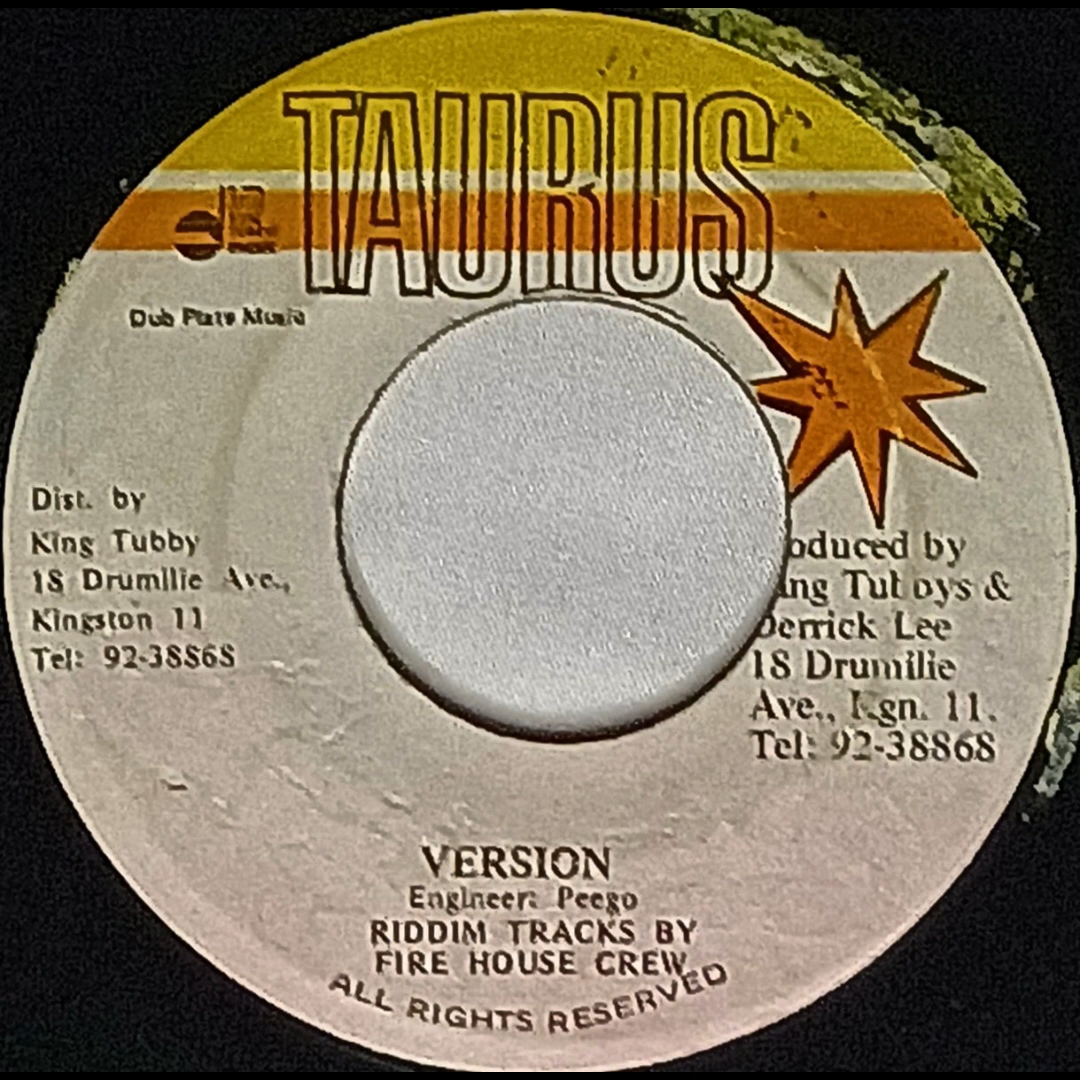 TAURUS
Dub Plate Music
Dist. by
King Tubby
18 Drumilie Ave.,
Kingston 11
Tel: 92-38868
oduced by
ng Tubbys &
Derrick Lee
18 Drumilie
Ave., Kgn. 11.
Tel: 92-38868
VERSION
Engineer: Peego
RIDDIM TRACKS BY
FIRE HOUSE CREW
ALL RIGHTS RESERVED